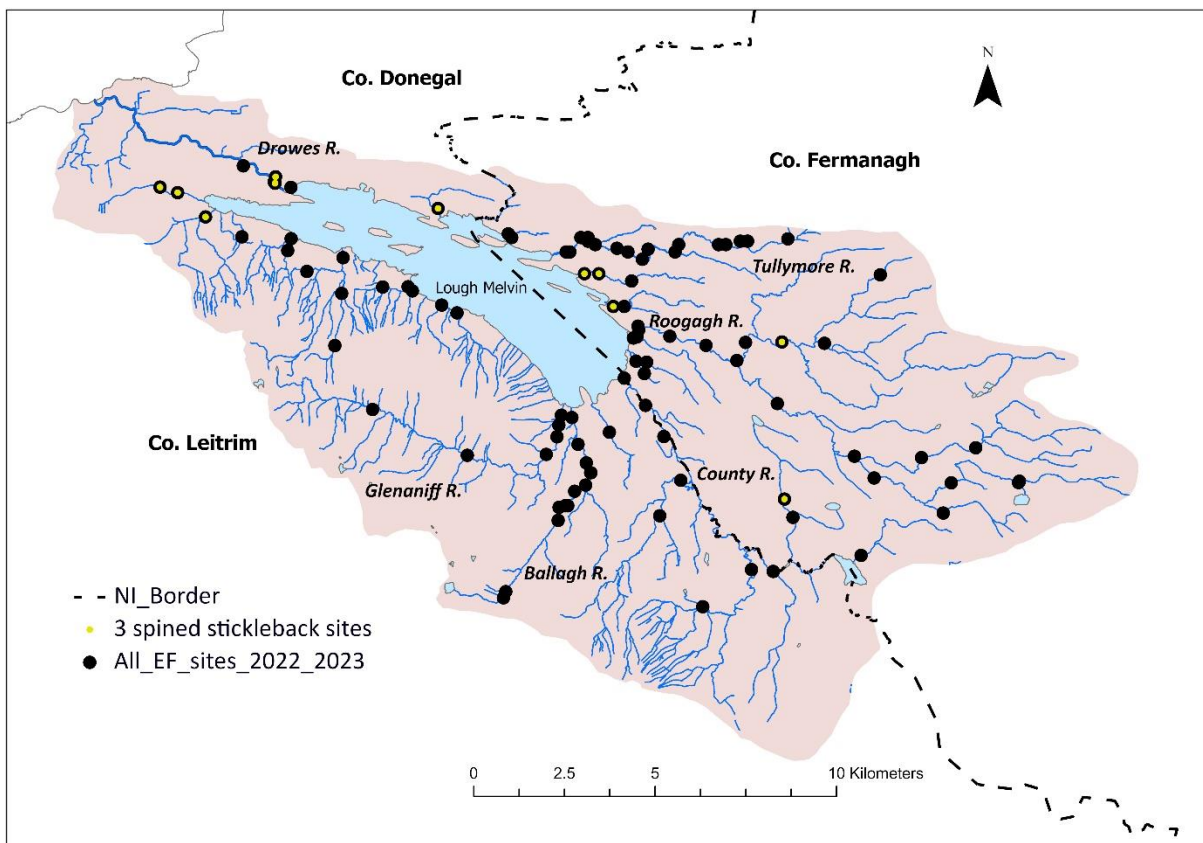 Co. Donegal
N
Drowes R.
Co. Fermanagh
Tullymore R.
Lough Melvin
Roogagh R.
Co. Leitrim
County R.
Glenaniff R.
Ballagh R.
NI_Border
3 spined stickleback sites
All_EF_sites_2022_2023
0 2.5 5 10 Kilometers